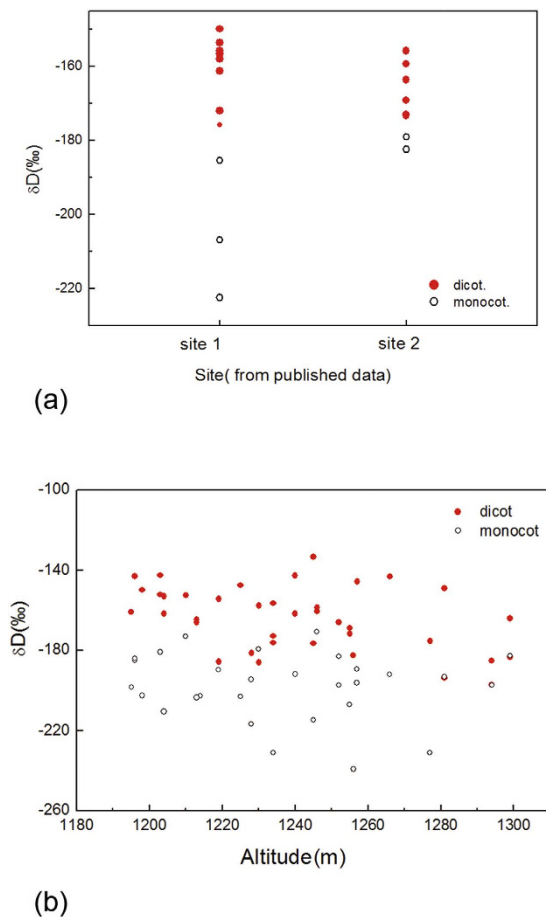 -160
-180
-200
-220
δD(‰)
dicot.
monocot.
site 1 site 2
Site( from published data)
(a)
-100
-140
-180
-220
-260
δD(‰)
dicot
monocot
1180 1200 1220 1240 1260 1280 1300
Altitude(m)
(b)